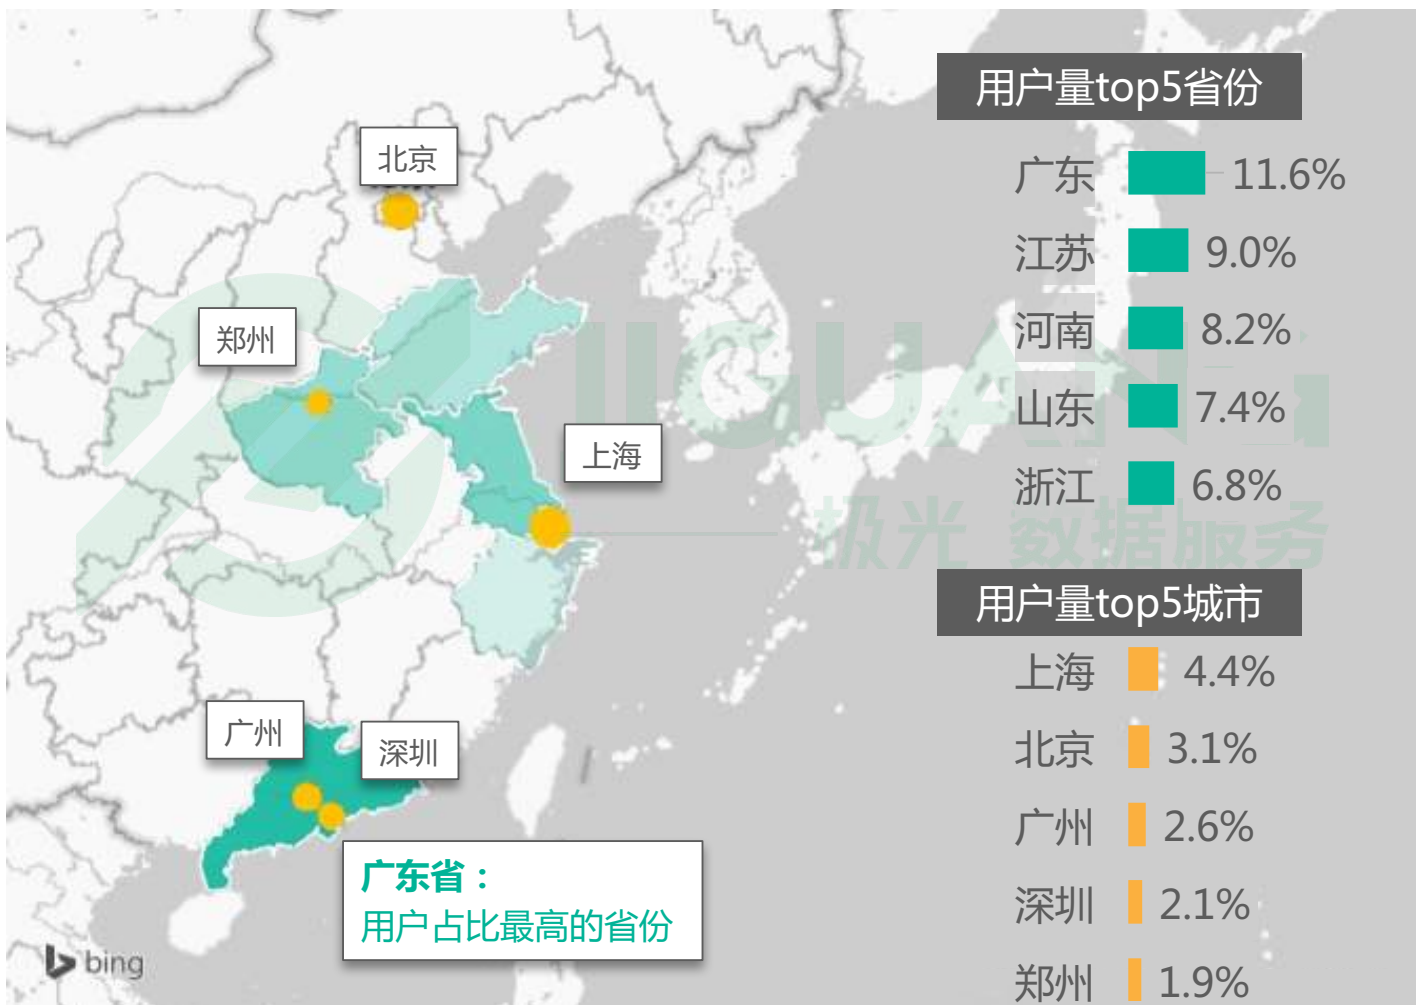 北京
郑州
上海
广州
深圳
广东省：
用户占比最高的省份
bing
用户量top5省份
广东 11.6%
江苏 9.0%
河南 8.2%
山东 7.4%
浙江 6.8%
JIGUANG
极光 数据服务
用户量top5城市
上海 4.4%
北京 3.1%
广州 2.6%
深圳 2.1%
郑州 1.9%